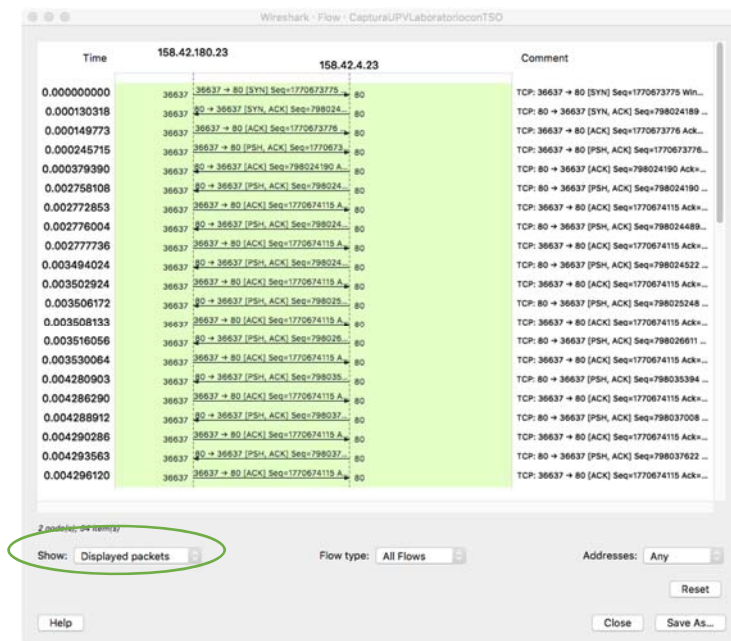 Wireshark · Flow · CapturaUPVLaboratorioconTSO
Time 158.42.180.23 158.42.4.23 Comment
0.000000000 36637 36637 → 80 [SYN] Seq=1770673775 ... 80 TCP: 36637 → 80 [SYN] Seq=1770673775 Win...
0.000130318 36637 80 → 36637 [SYN, ACK] Seq=798024... 80 TCP: 80 → 36637 [SYN, ACK] Seq=798024189 ...
0.000149773 36637 36637 → 80 [ACK] Seq=1770673776 ... 80 TCP: 36637 → 80 [ACK] Seq=1770673776 Ack...
0.000245715 36637 36637 → 80 [PSH, ACK] Seq=1770673... 80 TCP: 36637 → 80 [PSH, ACK] Seq=1770673776...
0.000379390 36637 80 → 36637 [ACK] Seq=798024190 A... 80 TCP: 80 → 36637 [ACK] Seq=798024190 Ack=...
0.002758108 36637 80 → 36637 [PSH, ACK] Seq=798024... 80 TCP: 80 → 36637 [PSH, ACK] Seq=798024190 ...
0.002772853 36637 36637 → 80 [ACK] Seq=1770674115 A... 80 TCP: 36637 → 80 [ACK] Seq=1770674115 Ack=...
0.002776004 36637 80 → 36637 [PSH, ACK] Seq=798024... 80 TCP: 80 → 36637 [PSH, ACK] Seq=798024489...
0.002777736 36637 36637 → 80 [ACK] Seq=1770674115 A... 80 TCP: 36637 → 80 [ACK] Seq=1770674115 Ack=...
0.003494024 36637 80 → 36637 [PSH, ACK] Seq=798024... 80 TCP: 80 → 36637 [PSH, ACK] Seq=798024522 ...
0.003502924 36637 36637 → 80 [ACK] Seq=1770674115 A... 80 TCP: 36637 → 80 [ACK] Seq=1770674115 Ack=...
0.003506172 36637 80 → 36637 [PSH, ACK] Seq=798025... 80 TCP: 80 → 36637 [PSH, ACK] Seq=798025248 ...
0.003508133 36637 36637 → 80 [ACK] Seq=1770674115 A... 80 TCP: 36637 → 80 [ACK] Seq=1770674115 Ack=...
0.003516056 36637 80 → 36637 [PSH, ACK] Seq=798026... 80 TCP: 80 → 36637 [PSH, ACK] Seq=798026611 ...
0.003530064 36637 36637 → 80 [ACK] Seq=1770674115 A... 80 TCP: 36637 → 80 [ACK] Seq=1770674115 Ack=...
0.004280903 36637 80 → 36637 [PSH, ACK] Seq=798035... 80 TCP: 80 → 36637 [PSH, ACK] Seq=798035394 ...
0.004286290 36637 36637 → 80 [ACK] Seq=1770674115 A... 80 TCP: 36637 → 80 [ACK] Seq=1770674115 Ack=...
0.004288912 36637 80 → 36637 [PSH, ACK] Seq=798037... 80 TCP: 80 → 36637 [PSH, ACK] Seq=798037008 ...
0.004290286 36637 36637 → 80 [ACK] Seq=1770674115 A... 80 TCP: 36637 → 80 [ACK] Seq=1770674115 Ack=...
0.004293563 36637 80 → 36637 [PSH, ACK] Seq=798037... 80 TCP: 80 → 36637 [PSH, ACK] Seq=798037622 ...
0.004296120 36637 36637 → 80 [ACK] Seq=1770674115 A... 80 TCP: 36637 → 80 [ACK] Seq=1770674115 Ack=...
2 node(s), 54 item(s)
Show: Displayed packets Flow type: All Flows Addresses: Any
Reset
Help Close Save As...